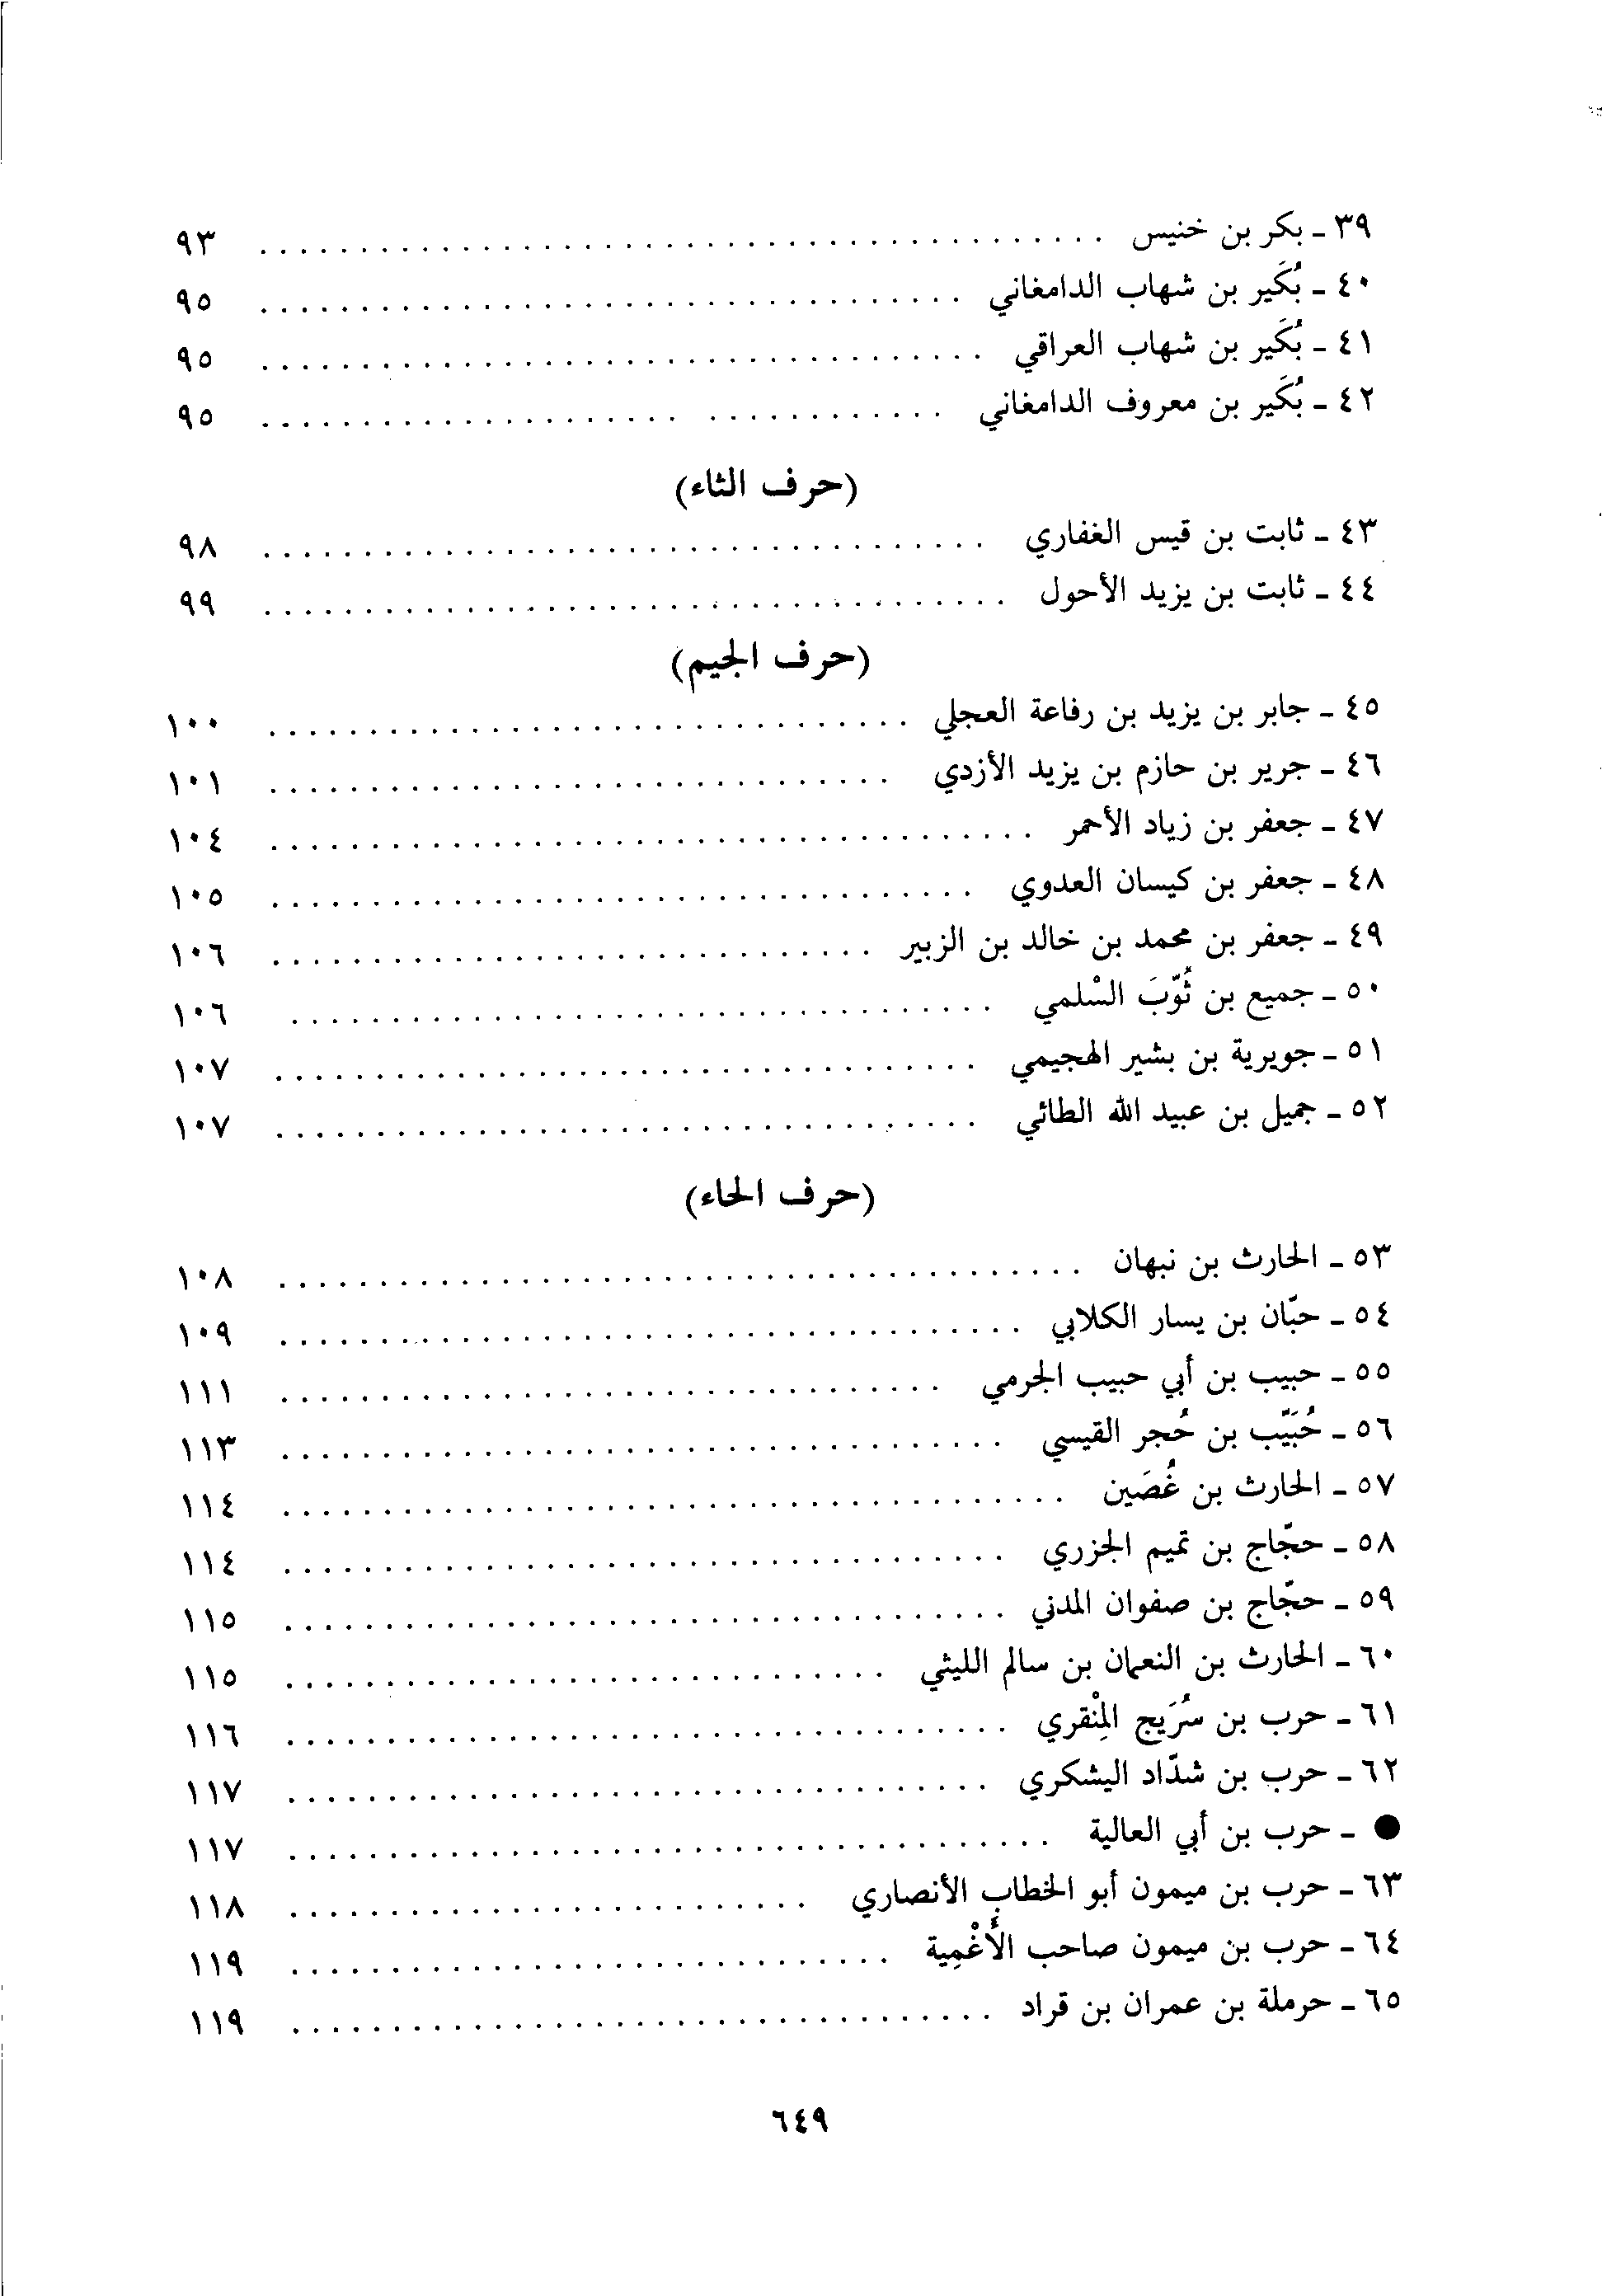 ٣٩ - بكر بن خنيس ........................................ ٩٣
٤٠ - بُكَير بن شهاب الدامغاني ........................................ ٩٥
٤١ - بُكَير بن شهاب العراقي ........................................ ٩٥
٤٢ - بُكَير بن معروف الدامغاني ........................................ ٩٥
(حرف الثاء)
٤٣ - ثابت بن قيس الغفاري ........................................ ٩٨
٤٤ - ثابت بن يزيد الأحول ........................................ ٩٩
(حرف الجيم)
٤٥ - جابر بن يزيد بن رفاعة العجلي ........................................ ١٠٠
٤٦ - جرير بن حازم بن يزيد الأزدي ........................................ ١٠١
٤٧ - جعفر بن زياد الأحمر ........................................ ١٠٤
٤٨ - جعفر بن كيسان العدوي ........................................ ١٠٥
٤٩ - جعفر بن محمد بن خالد بن الزبير ........................................ ١٠٦
٥٠ - جميع بن ثُوَّبَ السْلمي ........................................ ١٠٦
٥١ - جويرية بن بشير الهجيمي ........................................ ١٠٧
٥٢ - جميل بن عبيد الله الطائي ........................................ ١٠٧
(حرف الحاء)
٥٣ - الحارث بن نبهان ........................................ ١٠٨
٥٤ - حبّان بن يسار الكلابي ........................................ ١٠٩
٥٥ - حبيب بن أبي حبيب الجرمي ........................................ ١١١
٥٦ - حُبَيّب بن حُجر القيسي ........................................ ١١٣
٥٧ - الحارث بن غُصَين ........................................ ١١٤
٥٨ - حجّاج بن تميم الجزري ........................................ ١١٤
٥٩ - حجّاج بن صفوان المدني ........................................ ١١٥
٦٠ - الحارث بن النعمان بن سالم الليثي ........................................ ١١٥
٦١ - حرب بن سُرَيج المِنْقري ........................................ ١١٦
٦٢ - حرب بن شدّاد اليشكري ........................................ ١١٧
● - حرب بن أبي العالية ........................................ ١١٧
٦٣ - حرب بن ميمون أبو الخطاب الأنصاري ........................................ ١١٨
٦٤ - حرب بن ميمون صاحب الأَغْمِية ........................................ ١١٩
٦٥ - حرملة بن عمران بن قراد ........................................ ١١٩
٦٤٩